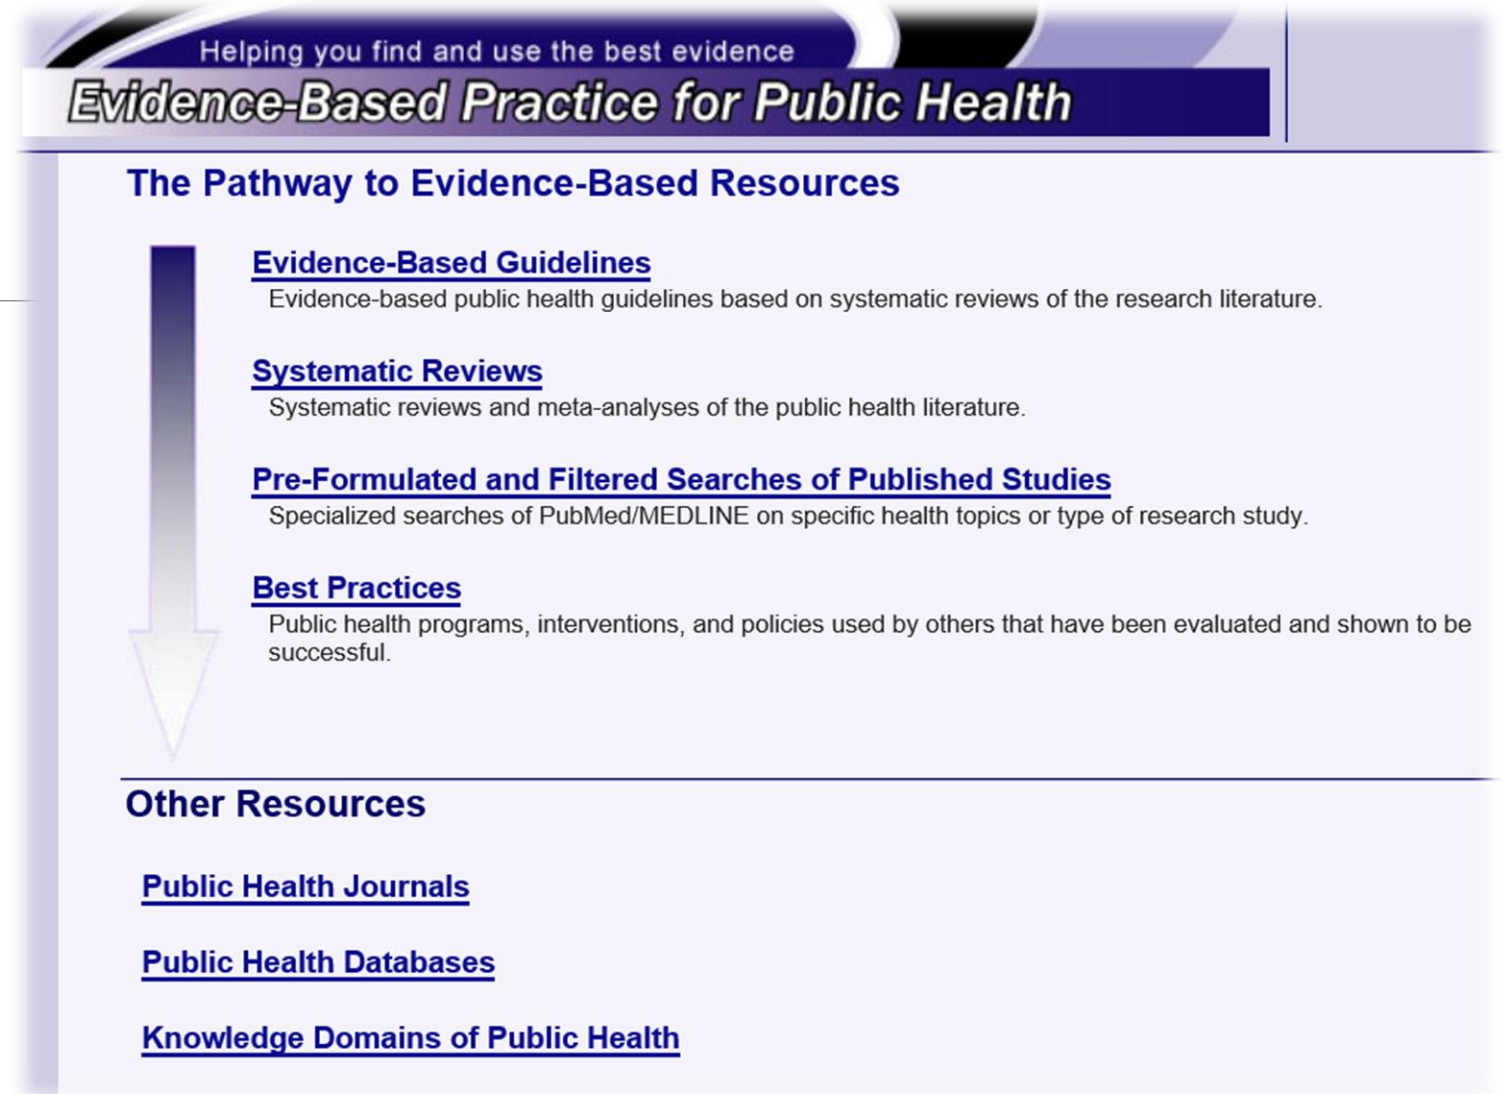 Helping you find and use the best evidence
Evidence-Based Practice for Public Health
The Pathway to Evidence-Based Resources
Evidence-Based Guidelines
Evidence-based public health guidelines based on systematic reviews of the research literature.
Systematic Reviews
Systematic reviews and meta-analyses of the public health literature.
Pre-Formulated and Filtered Searches of Published Studies
Specialized searches of PubMed/MEDLINE on specific health topics or type of research study.
Best Practices
Public health programs, interventions, and policies used by others that have been evaluated and shown to be
successful.
Other Resources
Public Health Journals
Public Health Databases
Knowledge Domains of Public Health